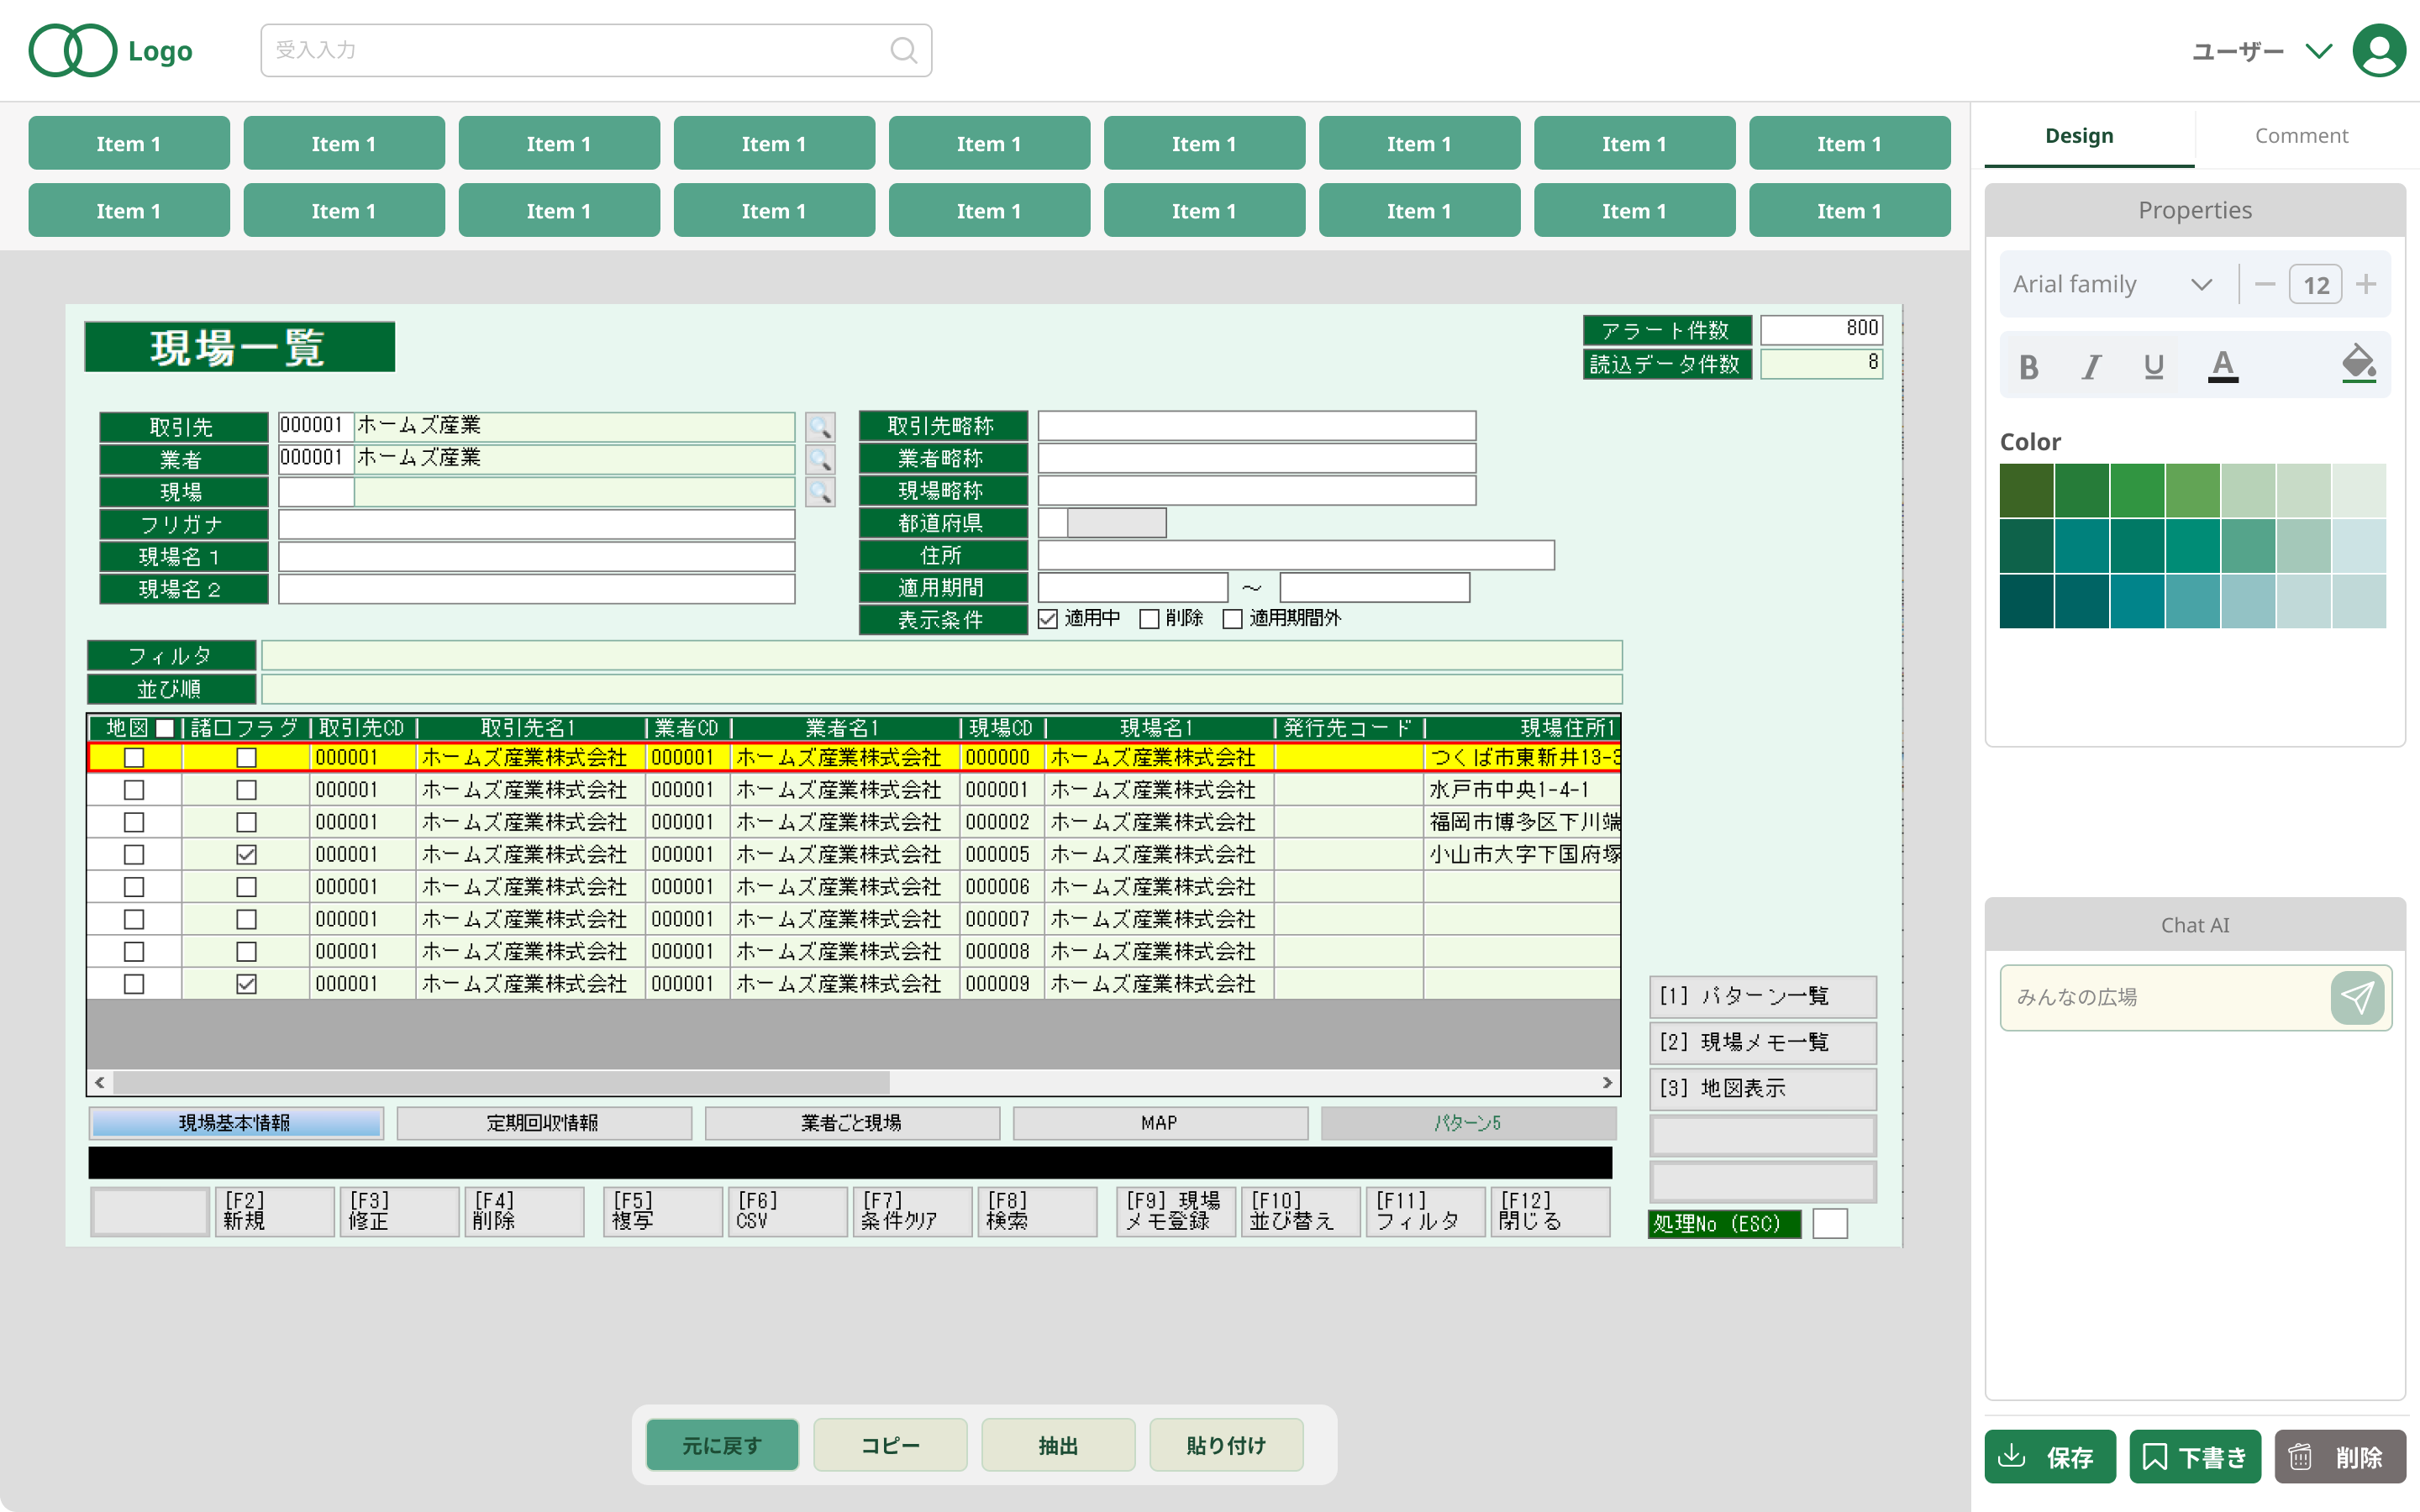 Logo
受入入力
ユーザー
Item 1 Item 1 Item 1 Item 1 Item 1 Item 1 Item 1 Item 1 Item 1
Item 1 Item 1 Item 1 Item 1 Item 1 Item 1 Item 1 Item 1 Item 1
現場一覧
アラート件数 800
読込データ件数 8
取引先 000001 ホームズ産業 取引先略称
業者 000001 ホームズ産業 業者略称
現場 現場略称
フリガナ 都道府県
現場名1 住所
現場名2 適用期間 ～
表示条件 適用中 削除 適用期間外
フィルタ
並び順
地図 諸口フラグ 取引先CD 取引先名1 業者CD 業者名1 現場CD 現場名1 発行先コード 現場住所1
000001 ホームズ産業株式会社 000001 ホームズ産業株式会社 000000 ホームズ産業株式会社 つくば市東新井13-3
000001 ホームズ産業株式会社 000001 ホームズ産業株式会社 000001 ホームズ産業株式会社 水戸市中央1-4-1
000001 ホームズ産業株式会社 000001 ホームズ産業株式会社 000002 ホームズ産業株式会社 福岡市博多区下川端
000001 ホームズ産業株式会社 000001 ホームズ産業株式会社 000005 ホームズ産業株式会社 小山市大字下国府塚
000001 ホームズ産業株式会社 000001 ホームズ産業株式会社 000006 ホームズ産業株式会社
000001 ホームズ産業株式会社 000001 ホームズ産業株式会社 000007 ホームズ産業株式会社
000001 ホームズ産業株式会社 000001 ホームズ産業株式会社 000008 ホームズ産業株式会社
000001 ホームズ産業株式会社 000001 ホームズ産業株式会社 000009 ホームズ産業株式会社
[1] パターン一覧
[2] 現場メモ一覧
[3] 地図表示
現場基本情報 定期回収情報 業者ごと現場 MAP パターン5
[F2] [F3] [F4] [F5] [F6] [F7] [F8] [F9] 現場 [F10] [F11] [F12]
新規 修正 削除 複写 CSV 条件クリア 検索 メモ登録 並び替え フィルタ 閉じる
処理No (ESC)
元に戻す コピー 抽出 貼り付け
Design Comment
Properties
Arial family 12
B I U A
Color
Chat AI
みんなの広場
保存 下書き 削除